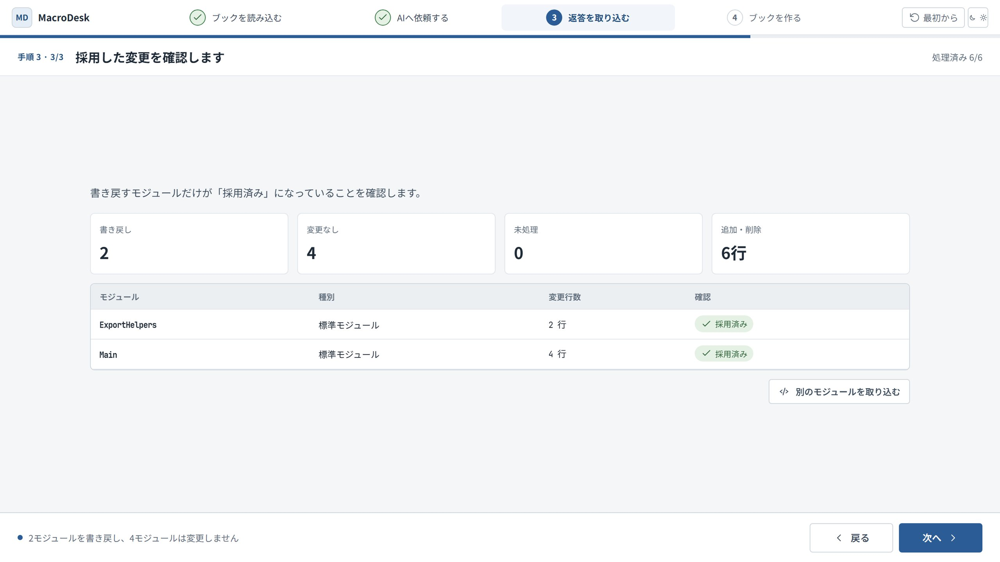 MD MacroDesk ブックを読み込む AIへ依頼する 3 返答を取り込む 4 ブックを作る 最初から
手順 3 · 3/3 採用した変更を確認します 処理済み 6/6
書き戻すモジュールだけが「採用済み」になっていることを確認します。
書き戻し 変更なし 未処理 追加・削除
2 4 0 6行
モジュール 種別 変更行数 確認
ExportHelpers 標準モジュール 2 行 採用済み
Main 標準モジュール 4 行 採用済み
</> 別のモジュールを取り込む
2モジュールを書き戻し、4モジュールは変更しません 戻る 次へ